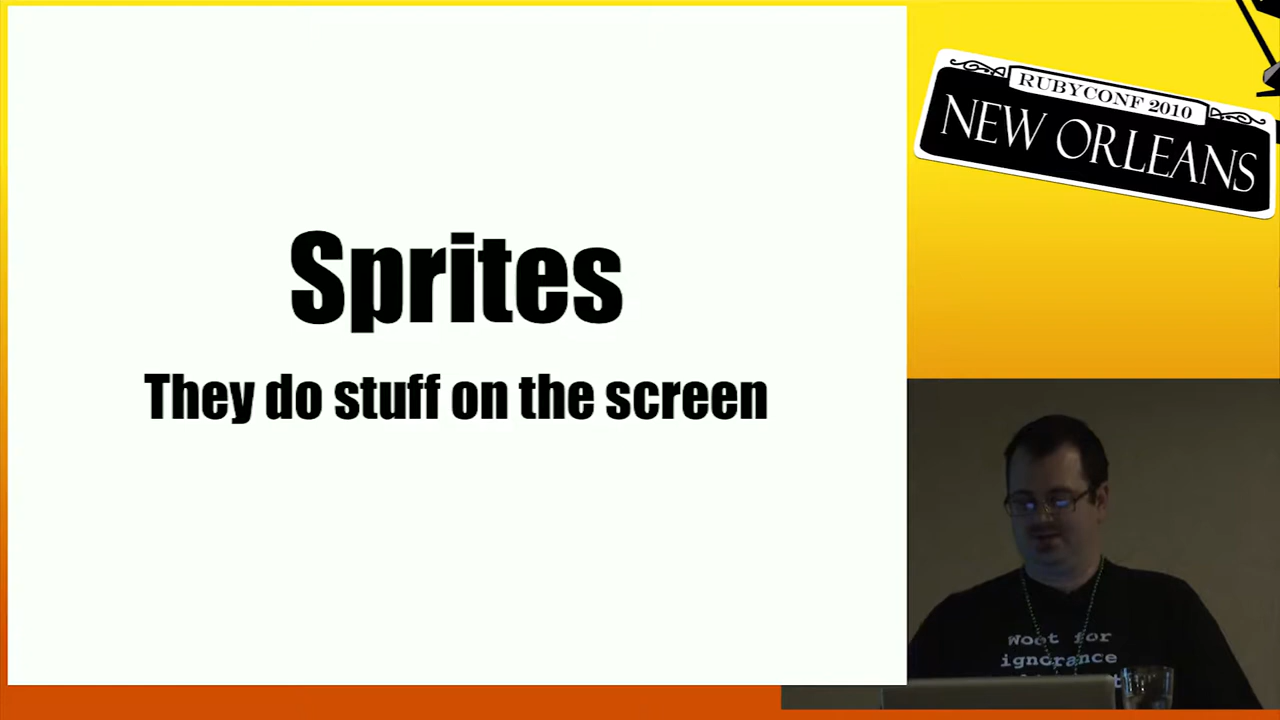 Sprites
They do stuff on the screen
RUBYCONF 2010
NEW ORLEANS
Woot for
ignorance